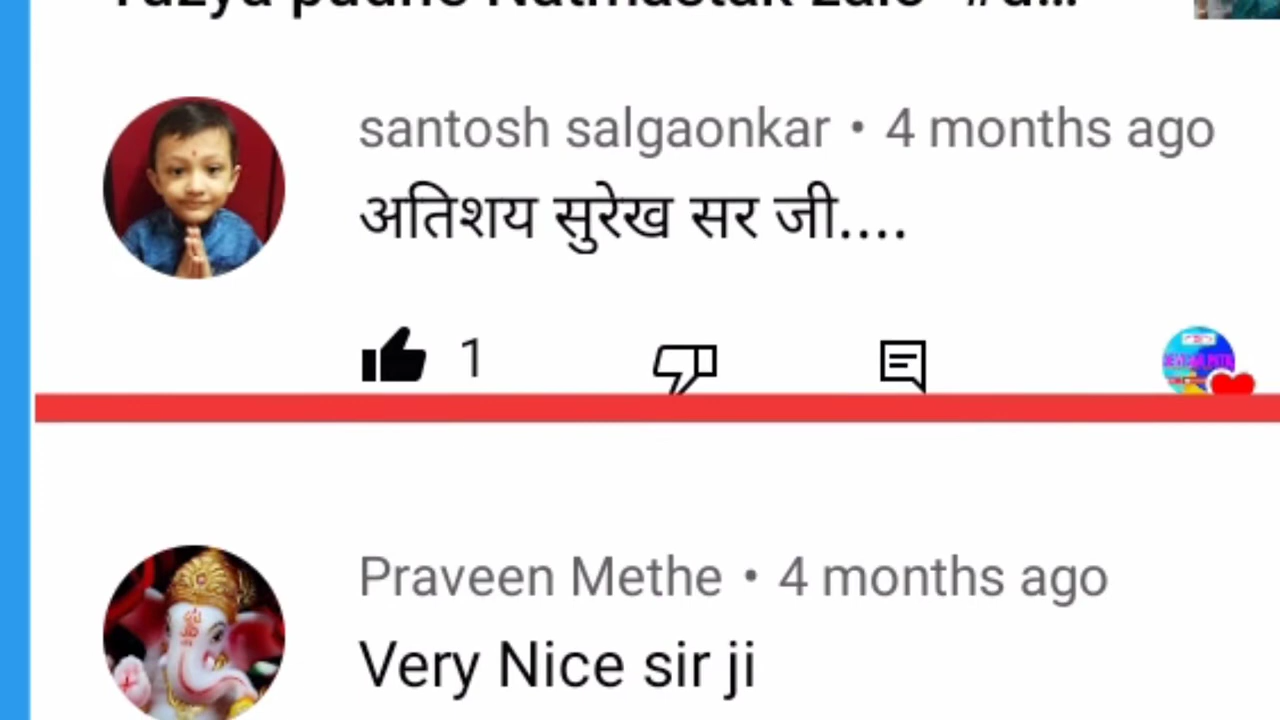 santosh salgaonkar • 4 months ago
अतिशय सुरेख सर जी....
1
Praveen Methe • 4 months ago
Very Nice sir ji